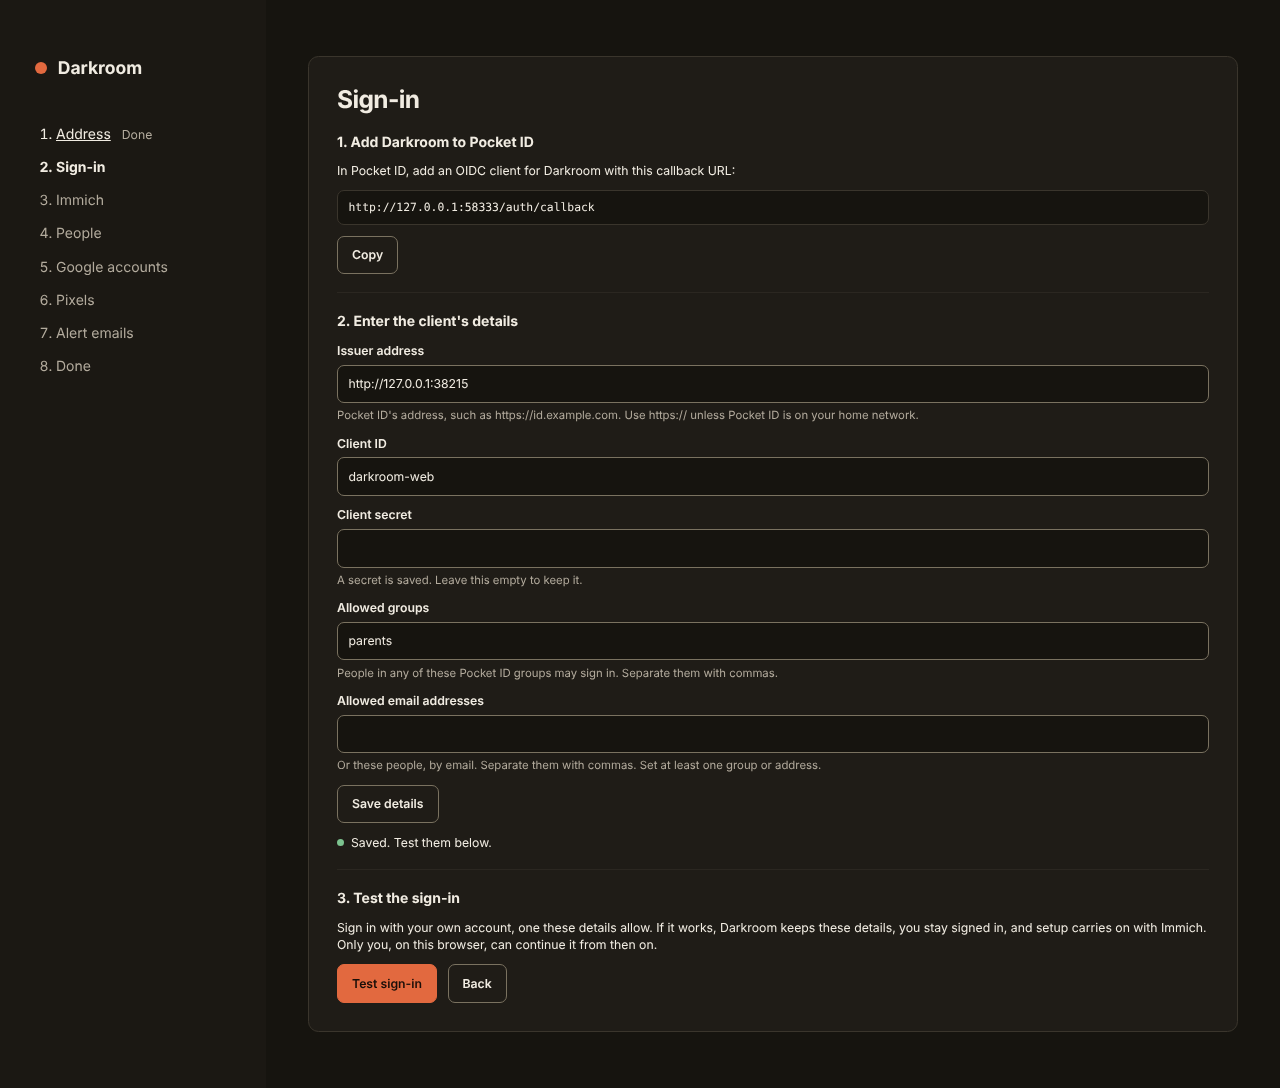 Darkroom
1. Address Done
2. Sign-in
3. Immich
4. People
5. Google accounts
6. Pixels
7. Alert emails
8. Done
Sign-in
1. Add Darkroom to Pocket ID
In Pocket ID, add an OIDC client for Darkroom with this callback URL:
http://127.0.0.1:58333/auth/callback
Copy
2. Enter the client's details
Issuer address
http://127.0.0.1:38215
Pocket ID's address, such as https://id.example.com. Use https:// unless Pocket ID is on your home network.
Client ID
darkroom-web
Client secret
A secret is saved. Leave this empty to keep it.
Allowed groups
parents
People in any of these Pocket ID groups may sign in. Separate them with commas.
Allowed email addresses
Or these people, by email. Separate them with commas. Set at least one group or address.
Save details
Saved. Test them below.
3. Test the sign-in
Sign in with your own account, one these details allow. If it works, Darkroom keeps these details, you stay signed in, and setup carries on with Immich.
Only you, on this browser, can continue it from then on.
Test sign-in Back